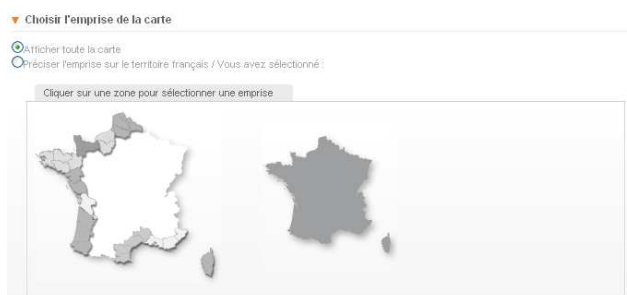 Choisir l'emprise de la carte
Afficher toute la carte
Préciser l'emprise sur le territoire français / Vous avez sélectionné :
Cliquer sur une zone pour sélectionner une emprise